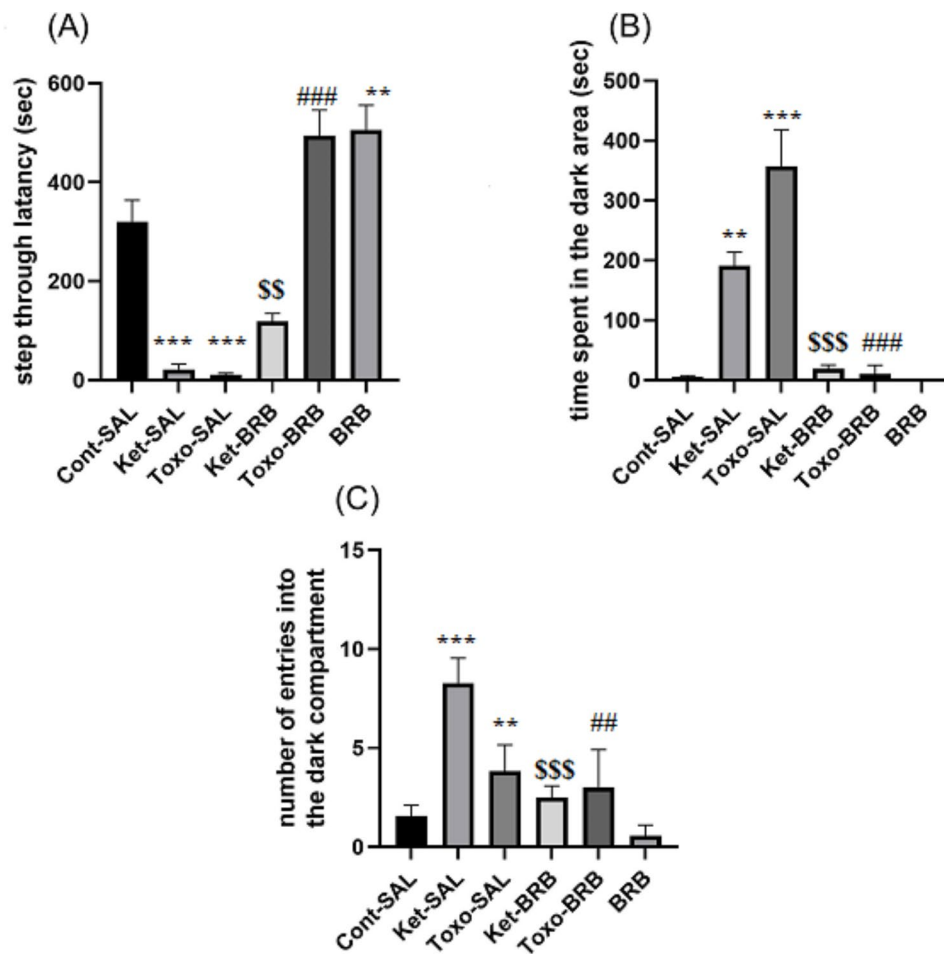 (A)
step through latancy (sec)
600
400
200
0
***
***
$$
###
**
Cont-SAL
Ket-SAL
Toxo-SAL
Ket-BRB
Toxo-BRB
BRB
(B)
time spent in the dark area (sec)
500
400
300
200
100
0
**
***
$$$
###
Cont-SAL
Ket-SAL
Toxo-SAL
Ket-BRB
Toxo-BRB
BRB
(C)
number of entries into
the dark compartment
15
10
5
0
***
**
$$$
##
Cont-SAL
Ket-SAL
Toxo-SAL
Ket-BRB
Toxo-BRB
BRB